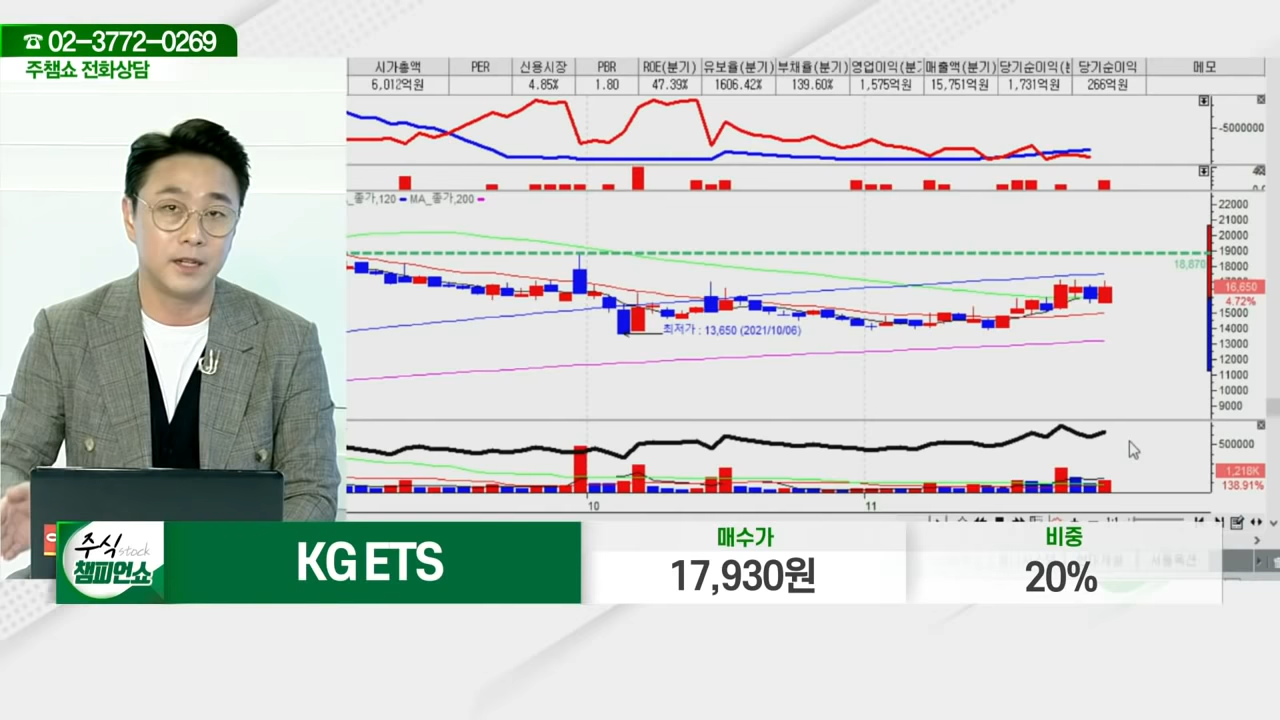 ☎ 02-3772-0269
주챔쇼 전화상담
시가총액 PER 신용시장 PBR ROE(분기) 유보율(분기) 부채율(분기) 영업이익(분기 매출액(분기) 당기순이익(분 당기순이익 메모
6,012억원 4.85% 1.80 47.39% 1606.42% 139.60% 1,575억원 15,751억원 1,731억원 266억원
-5000000
_종가,120 MA_종가,200
22000
21000
20000
19000
18,870
18000
16,650
4.72%
15000
14000
최저가 : 13,650 (2021/10/06)
13000
12000
11000
10000
9000
500000
1,218K
138.91%
10 11
주식 stock
챔피언쇼
KG ETS
매수가
17,930원
비중
20%